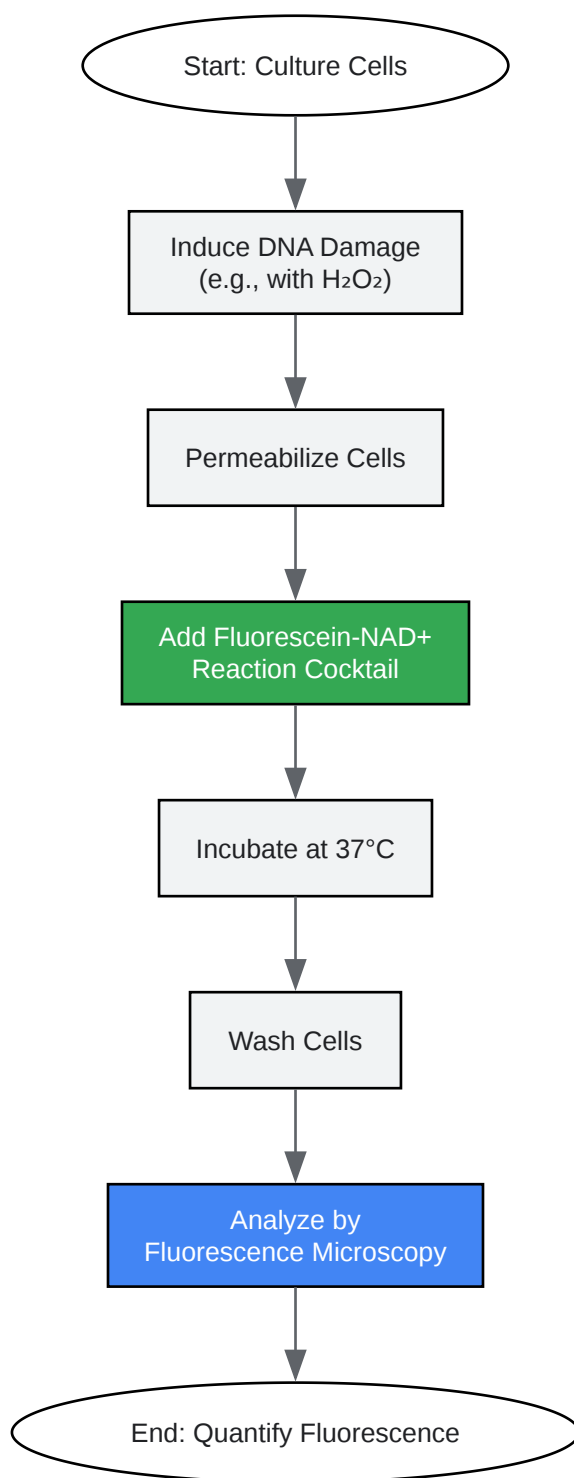 Start: Culture Cells
Induce DNA Damage
(e.g., with H₂O₂)
Permeabilize Cells
Add Fluorescein-NAD+
Reaction Cocktail
Incubate at 37°C
Wash Cells
Analyze by
Fluorescence Microscopy
End: Quantify Fluorescence